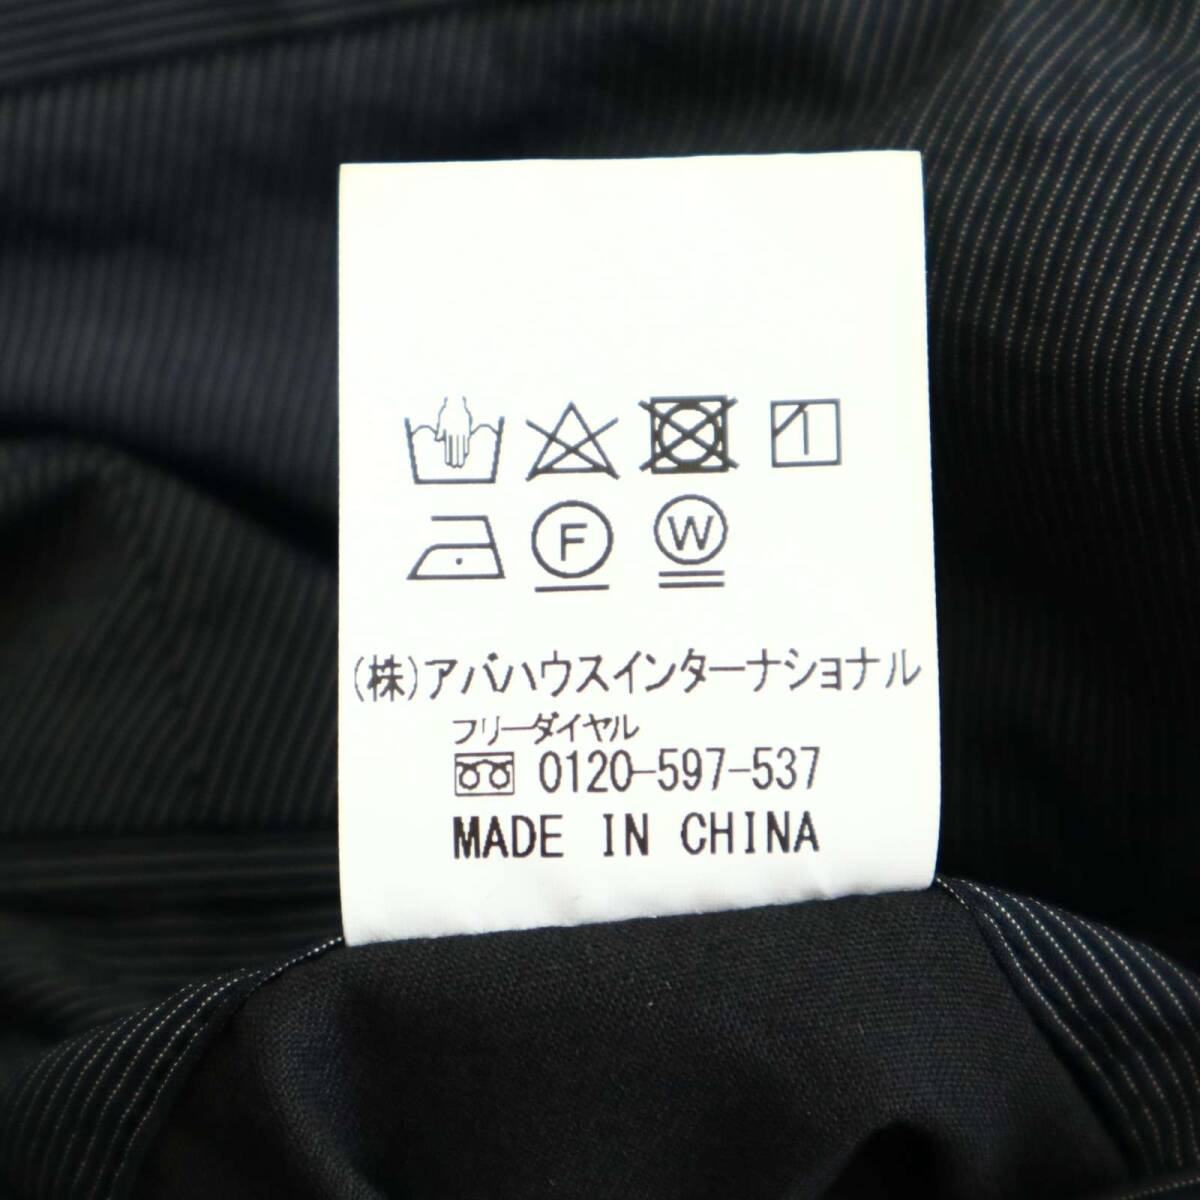 F W
(株)アバハウスインターナショナル
フリーダイヤル
0120-597-537
MADE IN CHINA